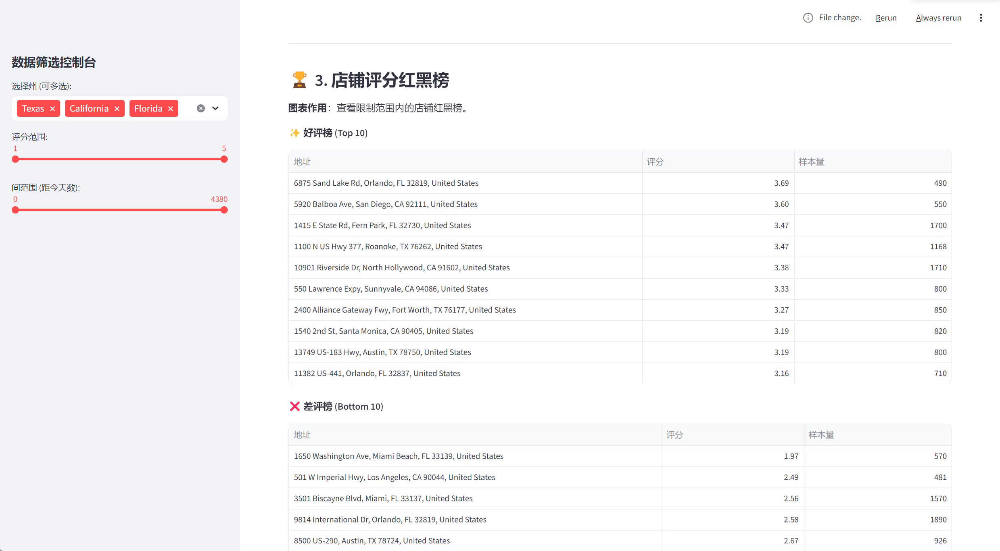 File change. Rerun Always rerun
数据筛选控制台
选择州 (可多选):
Texas California Florida
评分范围:
1 5
间范围 (距今天数):
0 4380
3. 店铺评分红黑榜
图表作用：查看限制范围内的店铺红黑榜。
好评榜 (Top 10)
地址 评分 样本量
6875 Sand Lake Rd, Orlando, FL 32819, United States 3.69 490
5920 Balboa Ave, San Diego, CA 92111, United States 3.60 550
1415 E State Rd, Fern Park, FL 32730, United States 3.47 1700
1100 N US Hwy 377, Roanoke, TX 76262, United States 3.47 1168
10901 Riverside Dr, North Hollywood, CA 91602, United States 3.38 1710
550 Lawrence Expy, Sunnyvale, CA 94086, United States 3.33 800
2400 Alliance Gateway Fwy, Fort Worth, TX 76177, United States 3.27 850
1540 2nd St, Santa Monica, CA 90405, United States 3.19 820
13749 US-183 Hwy, Austin, TX 78750, United States 3.19 800
11382 US-441, Orlando, FL 32837, United States 3.16 710
差评榜 (Bottom 10)
地址 评分 样本量
1650 Washington Ave, Miami Beach, FL 33139, United States 1.97 570
501 W Imperial Hwy, Los Angeles, CA 90044, United States 2.49 481
3501 Biscayne Blvd, Miami, FL 33137, United States 2.56 1570
9814 International Dr, Orlando, FL 32819, United States 2.58 1890
8500 US-290, Austin, TX 78724, United States 2.67 926